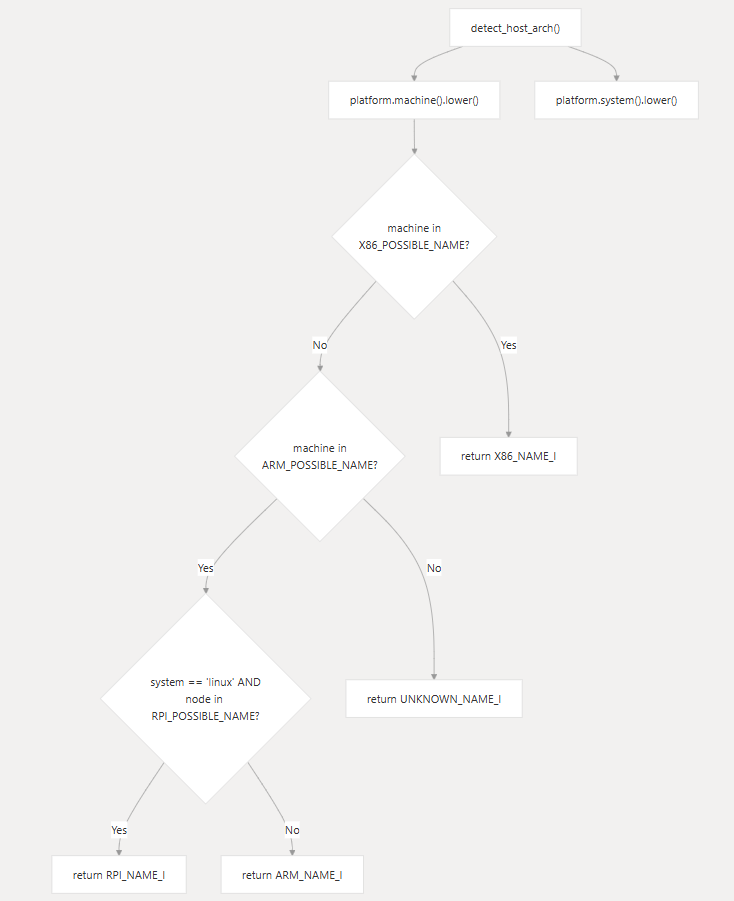 detect_host_arch()
platform.machine().lower()
platform.system().lower()
machine in
X86_POSSIBLE_NAME?
No
Yes
machine in
ARM_POSSIBLE_NAME?
return X86_NAME_I
Yes
No
system == 'linux' AND
node in
RPI_POSSIBLE_NAME?
return UNKNOWN_NAME_I
Yes
No
return RPI_NAME_I
return ARM_NAME_I